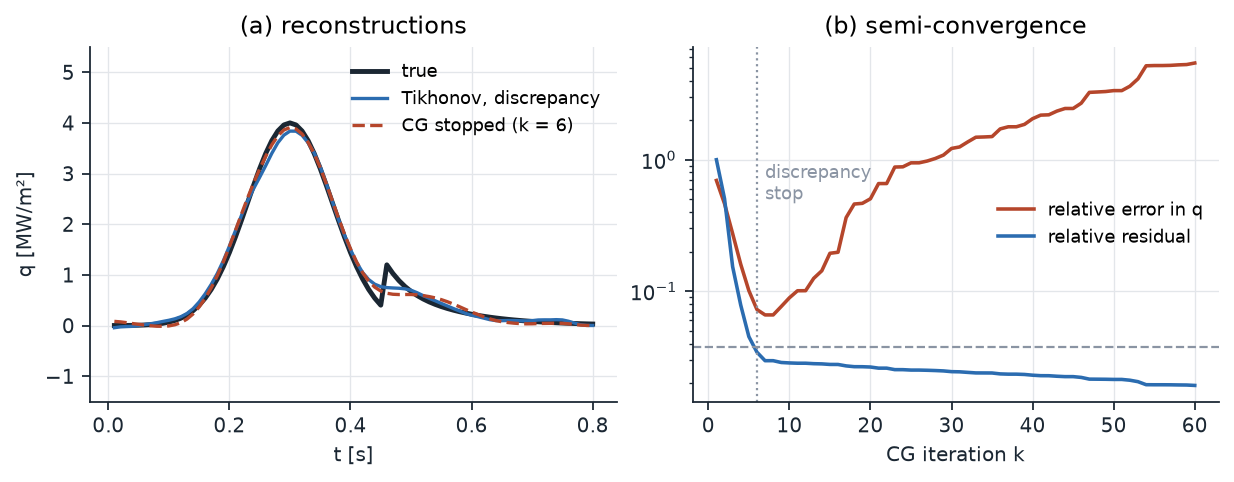 (a) reconstructions
true
Tikhonov, discrepancy
CG stopped (k = 6)
q [MW/m²]
5
4
3
2
1
0
−1
0.0 0.2 0.4 0.6 0.8
t [s]
(b) semi-convergence
discrepancy
stop
relative error in q
relative residual
10⁰
10⁻¹
0 10 20 30 40 50 60
CG iteration k